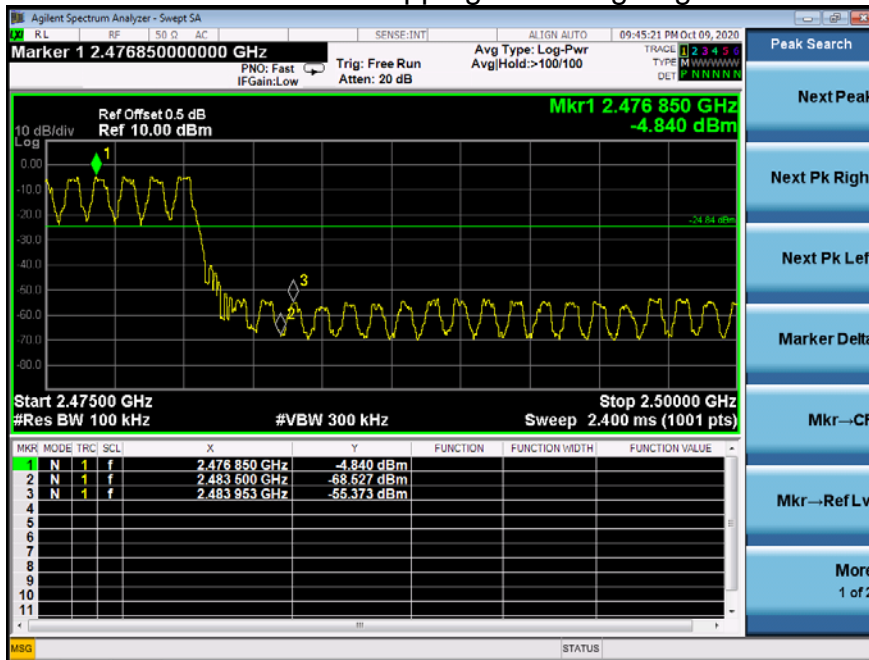 Agilent Spectrum Analyzer - Swept SA
RL RF 50 Ω AC SENSE:INT ALIGN AUTO 09:45:21 PM Oct 09, 2020
Marker 1 2.476850000000 GHz
PNO: Fast
IFGain:Low
Trig: Free Run
Atten: 20 dB
Avg Type: Log-Pwr
Avg|Hold:>100/100
TRACE 1 2 3 4 5 6
TYPE M WWWWW
DET P N N N N N
Peak Search
Next Peak
Next Pk Righ
Next Pk Lef
Marker Delta
Mkr→CF
Mkr→Ref Lv
More
1 of 2
Mkr1 2.476 850 GHz
-4.840 dBm
Ref Offset 0.5 dB
10 dB/div Ref 10.00 dBm
Log
1
0.00
-10.0
-20.0
-24.84 dBm
-30.0
-40.0
3
-50.0
2
-60.0
-70.0
-80.0
Start 2.47500 GHz Stop 2.50000 GHz
#Res BW 100 kHz #VBW 300 kHz Sweep 2.400 ms (1001 pts)
MKR MODE TRC SCL X Y FUNCTION FUNCTION WIDTH FUNCTION VALUE
1 N 1 f 2.476 850 GHz -4.840 dBm
2 N 1 f 2.483 500 GHz -68.527 dBm
3 N 1 f 2.483 953 GHz -55.373 dBm
4
5
6
7
8
9
10
11
MSG STATUS